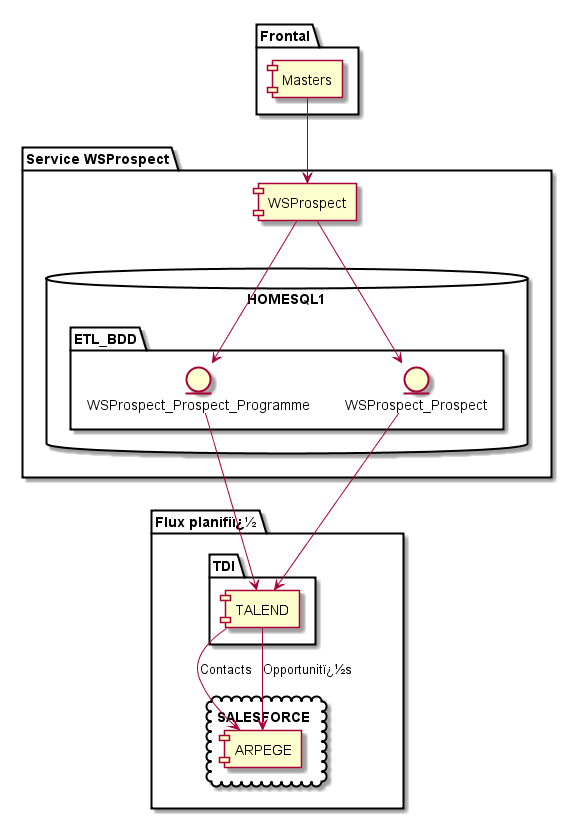 Frontal
Masters
Service WSProspect
WSProspect
HOMESQL1
ETL_BDD
WSProspect_Prospect_Programme
WSProspect_Prospect
Flux planifiï¿½
TDI
TALEND
Contacts
Opportunitï¿½s
SALESFORCE
ARPEGE